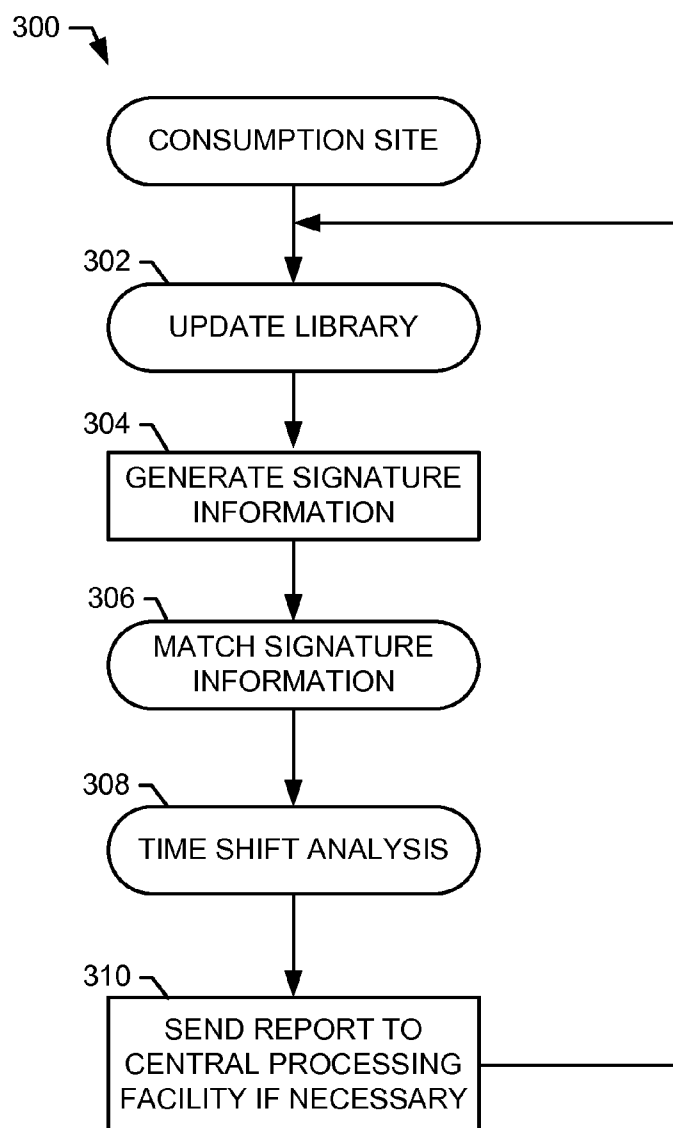 300
CONSUMPTION SITE
302
UPDATE LIBRARY
304
GENERATE SIGNATURE
INFORMATION
306
MATCH SIGNATURE
INFORMATION
308
TIME SHIFT ANALYSIS
310
SEND REPORT TO
CENTRAL PROCESSING
FACILITY IF NECESSARY